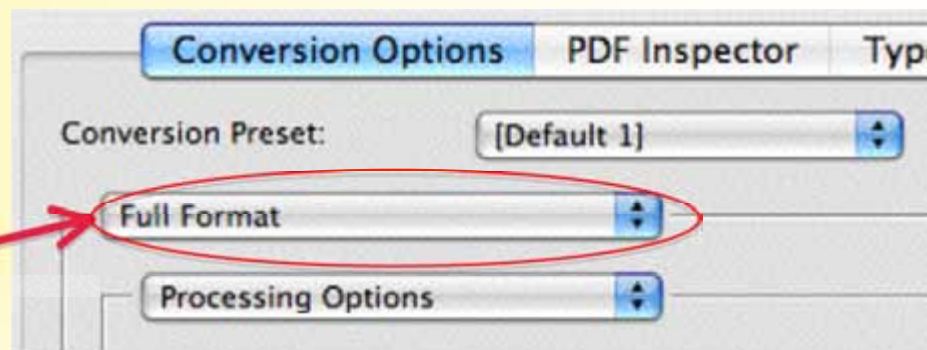 Conversion Options PDF Inspector Typ
Conversion Preset: [Default 1]
Full Format
Processing Options